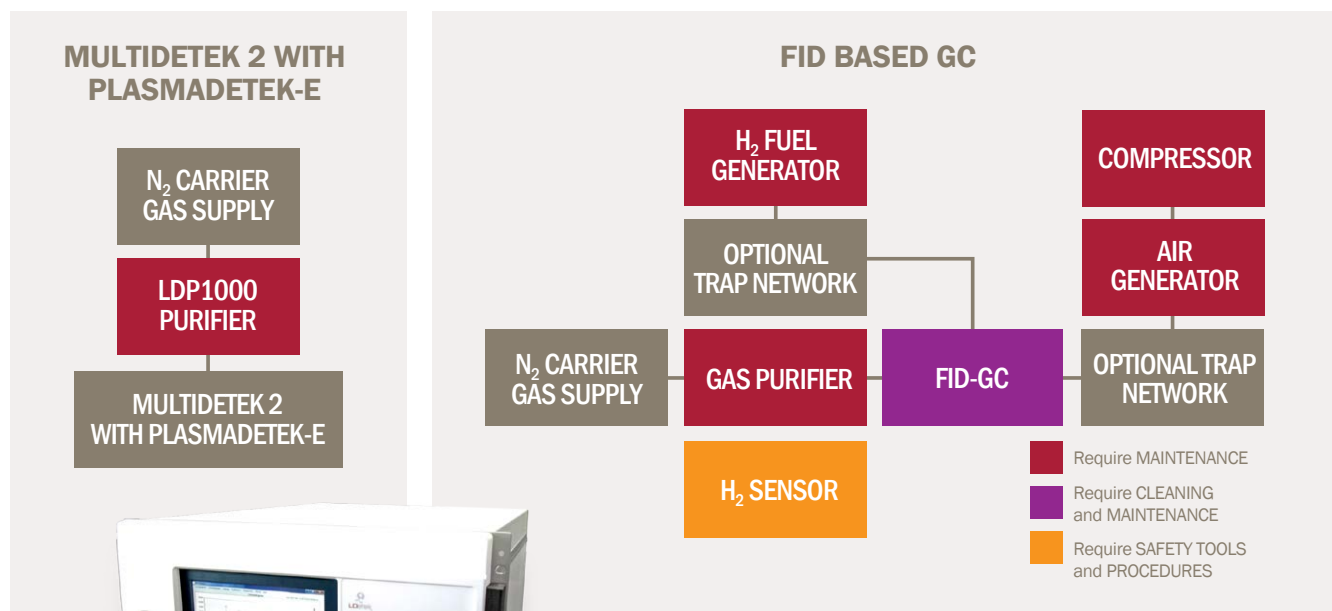 MULTIDETEK 2 WITH
PLASMADETEK-E
N₂ CARRIER
GAS SUPPLY
LDP1000
PURIFIER
MULTIDETEK 2
WITH PLASMADETEK-E
FID BASED GC
H₂ FUEL
GENERATOR
COMPRESSOR
OPTIONAL
TRAP NETWORK
AIR
GENERATOR
N₂ CARRIER
GAS SUPPLY
GAS PURIFIER
FID-GC
OPTIONAL TRAP
NETWORK
H₂ SENSOR
Require MAINTENANCE
Require CLEANING
and MAINTENANCE
Require SAFETY TOOLS
and PROCEDURES